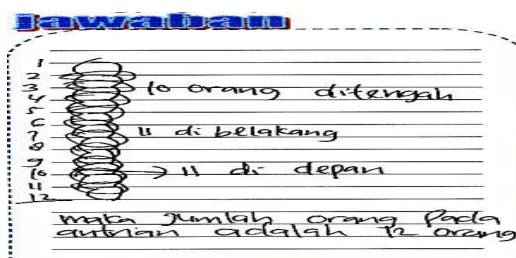 Jawaban
1
2
3
4
5
6
7
8
9
10
11
12
10 orang ditengah
11 di belakang
11 di depan
maka Jumlah orang Pada
antrian adalah 12 orang